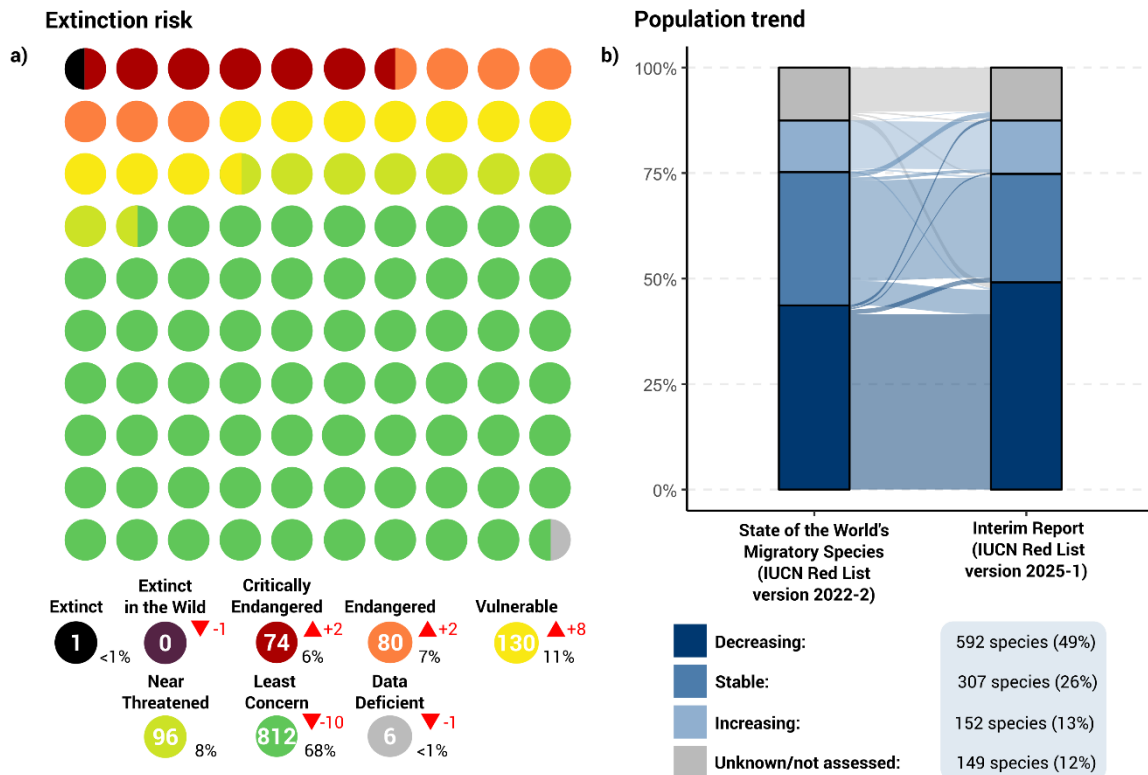 Extinction risk
a)
Extinct
1
<1%
Extinct
in the Wild
0
-1
Critically
Endangered
74
+2
6%
Endangered
80
+2
7%
Vulnerable
130
+8
11%
Near
Threatened
96
8%
Least
Concern
812
-10
68%
Data
Deficient
6
-1
<1%
Population trend
b)
100%
75%
50%
25%
0%
State of the World's
Migratory Species
(IUCN Red List
version 2022-2)
Interim Report
(IUCN Red List
version 2025-1)
Decreasing: 592 species (49%)
Stable: 307 species (26%)
Increasing: 152 species (13%)
Unknown/not assessed: 149 species (12%)